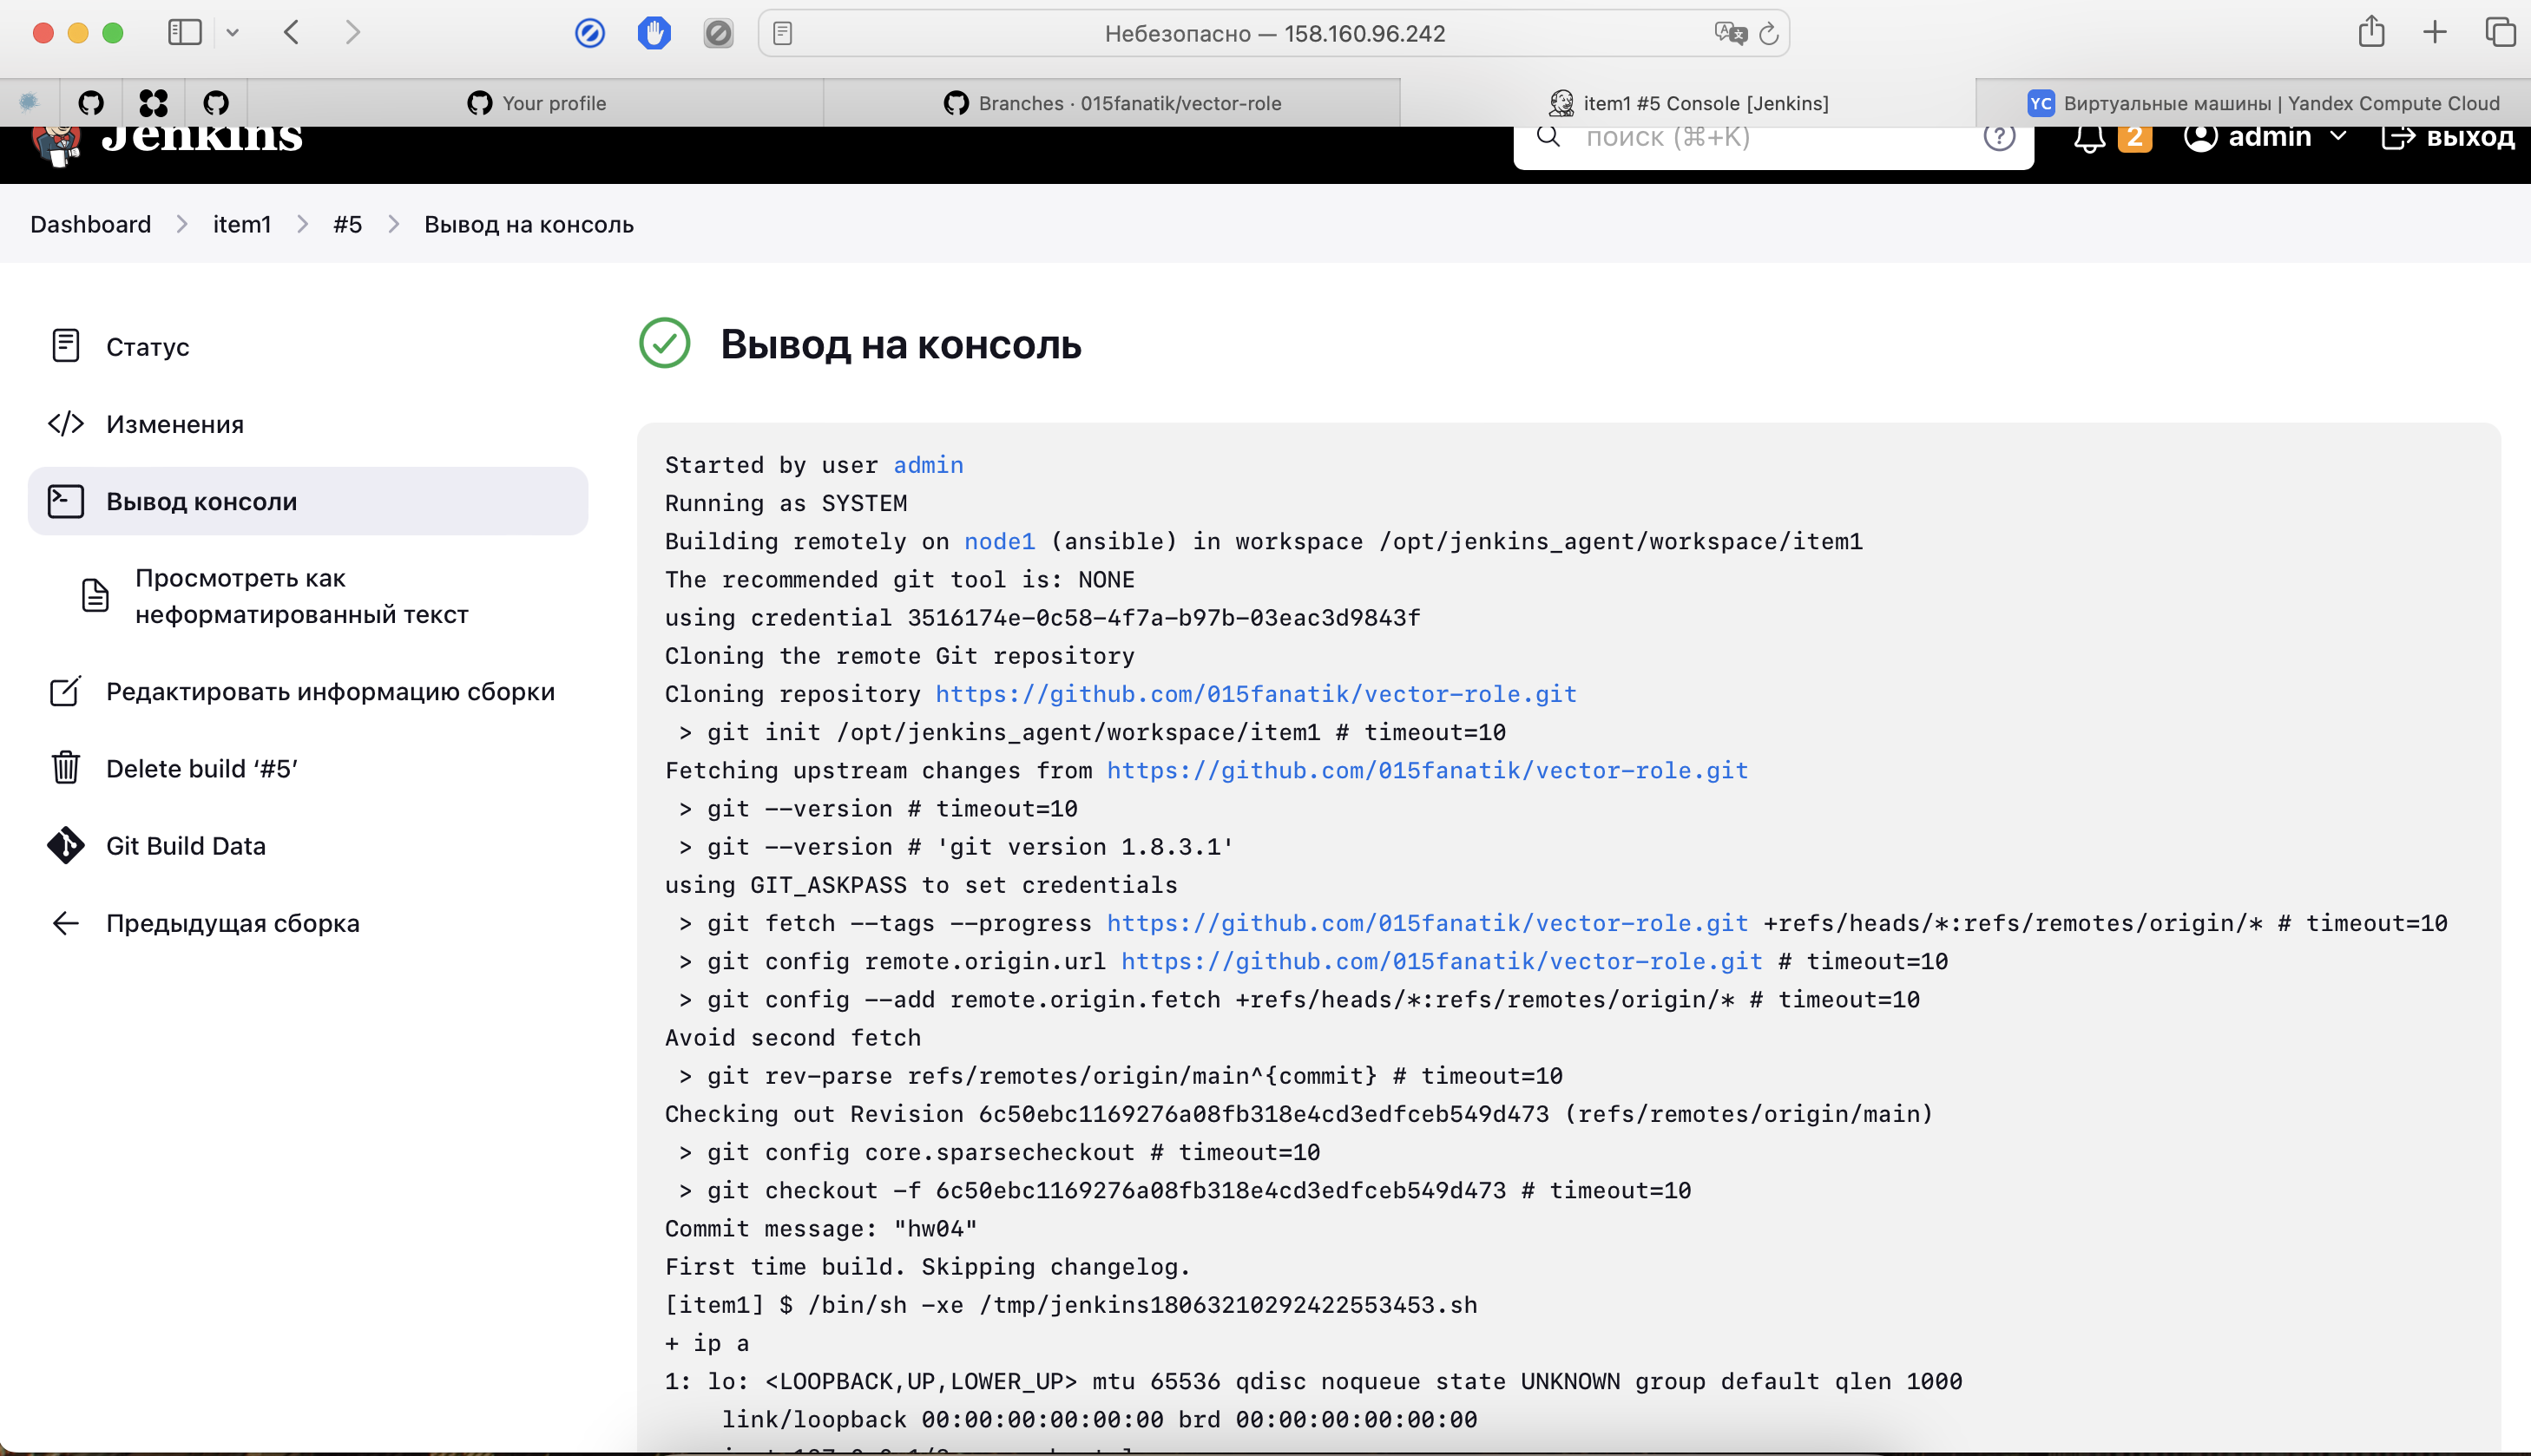 Небезопасно — 158.160.96.242
Your profile
Branches · 015fanatik/vector-role
item1 #5 Console [Jenkins]
YC Виртуальные машины | Yandex Compute Cloud
Jenkins
поиск (⌘+K)
?
2
admin
выход
Dashboard
item1
#5
Вывод на консоль
Статус
Изменения
Вывод консоли
Просмотреть как
неформатированный текст
Редактировать информацию сборки
Delete build ‘#5’
Git Build Data
Предыдущая сборка
Вывод на консоль
Started by user admin
Running as SYSTEM
Building remotely on node1 (ansible) in workspace /opt/jenkins_agent/workspace/item1
The recommended git tool is: NONE
using credential 3516174e-0c58-4f7a-b97b-03eac3d9843f
Cloning the remote Git repository
Cloning repository https://github.com/015fanatik/vector-role.git
 > git init /opt/jenkins_agent/workspace/item1 # timeout=10
Fetching upstream changes from https://github.com/015fanatik/vector-role.git
 > git --version # timeout=10
 > git --version # 'git version 1.8.3.1'
using GIT_ASKPASS to set credentials
 > git fetch --tags --progress https://github.com/015fanatik/vector-role.git +refs/heads/*:refs/remotes/origin/* # timeout=10
 > git config remote.origin.url https://github.com/015fanatik/vector-role.git # timeout=10
 > git config --add remote.origin.fetch +refs/heads/*:refs/remotes/origin/* # timeout=10
Avoid second fetch
 > git rev-parse refs/remotes/origin/main^{commit} # timeout=10
Checking out Revision 6c50ebc1169276a08fb318e4cd3edfceb549d473 (refs/remotes/origin/main)
 > git config core.sparsecheckout # timeout=10
 > git checkout -f 6c50ebc1169276a08fb318e4cd3edfceb549d473 # timeout=10
Commit message: "hw04"
First time build. Skipping changelog.
[item1] $ /bin/sh -xe /tmp/jenkins18063210292422553453.sh
+ ip a
1: lo: <LOOPBACK,UP,LOWER_UP> mtu 65536 qdisc noqueue state UNKNOWN group default qlen 1000
    link/loopback 00:00:00:00:00:00 brd 00:00:00:00:00:00